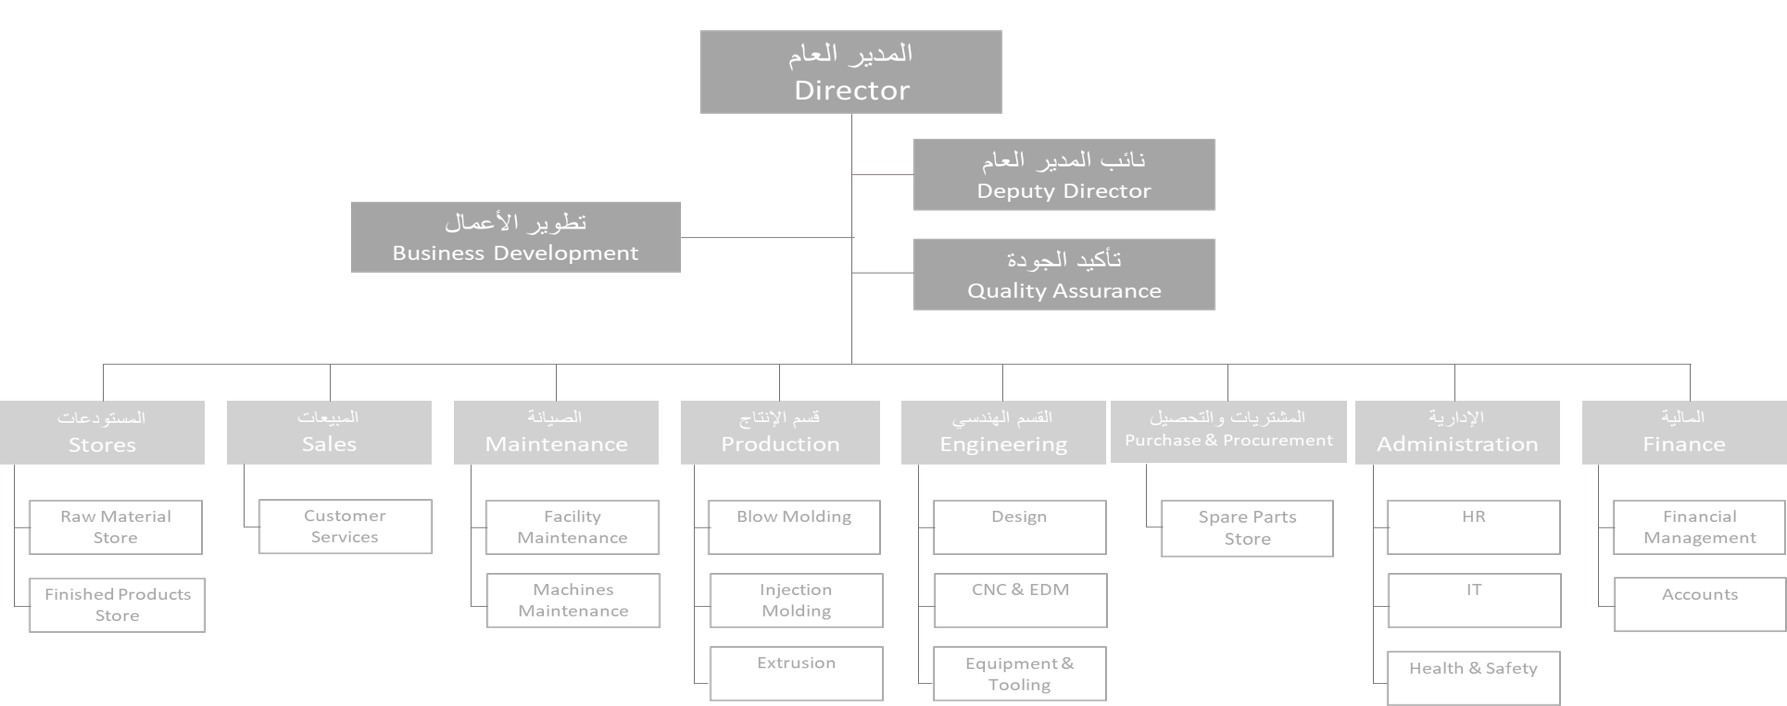 المدير العام
Director
نائب المدير العام
Deputy Director
تطوير الأعمال
Business Development
تأكيد الجودة
Quality Assurance
المستودعات
Stores
Raw Material
Store
Finished Products
Store
المبيعات
Sales
Customer
Services
الصيانة
Maintenance
Facility
Maintenance
Machines
Maintenance
قسم الإنتاج
Production
Blow Molding
Injection
Molding
Extrusion
القسم الهندسي
Engineering
Design
CNC & EDM
Equipment &
Tooling
المشتريات والتحصيل
Purchase & Procurement
Spare Parts
Store
الإدارية
Administration
HR
IT
Health & Safety
المالية
Finance
Financial
Management
Accounts